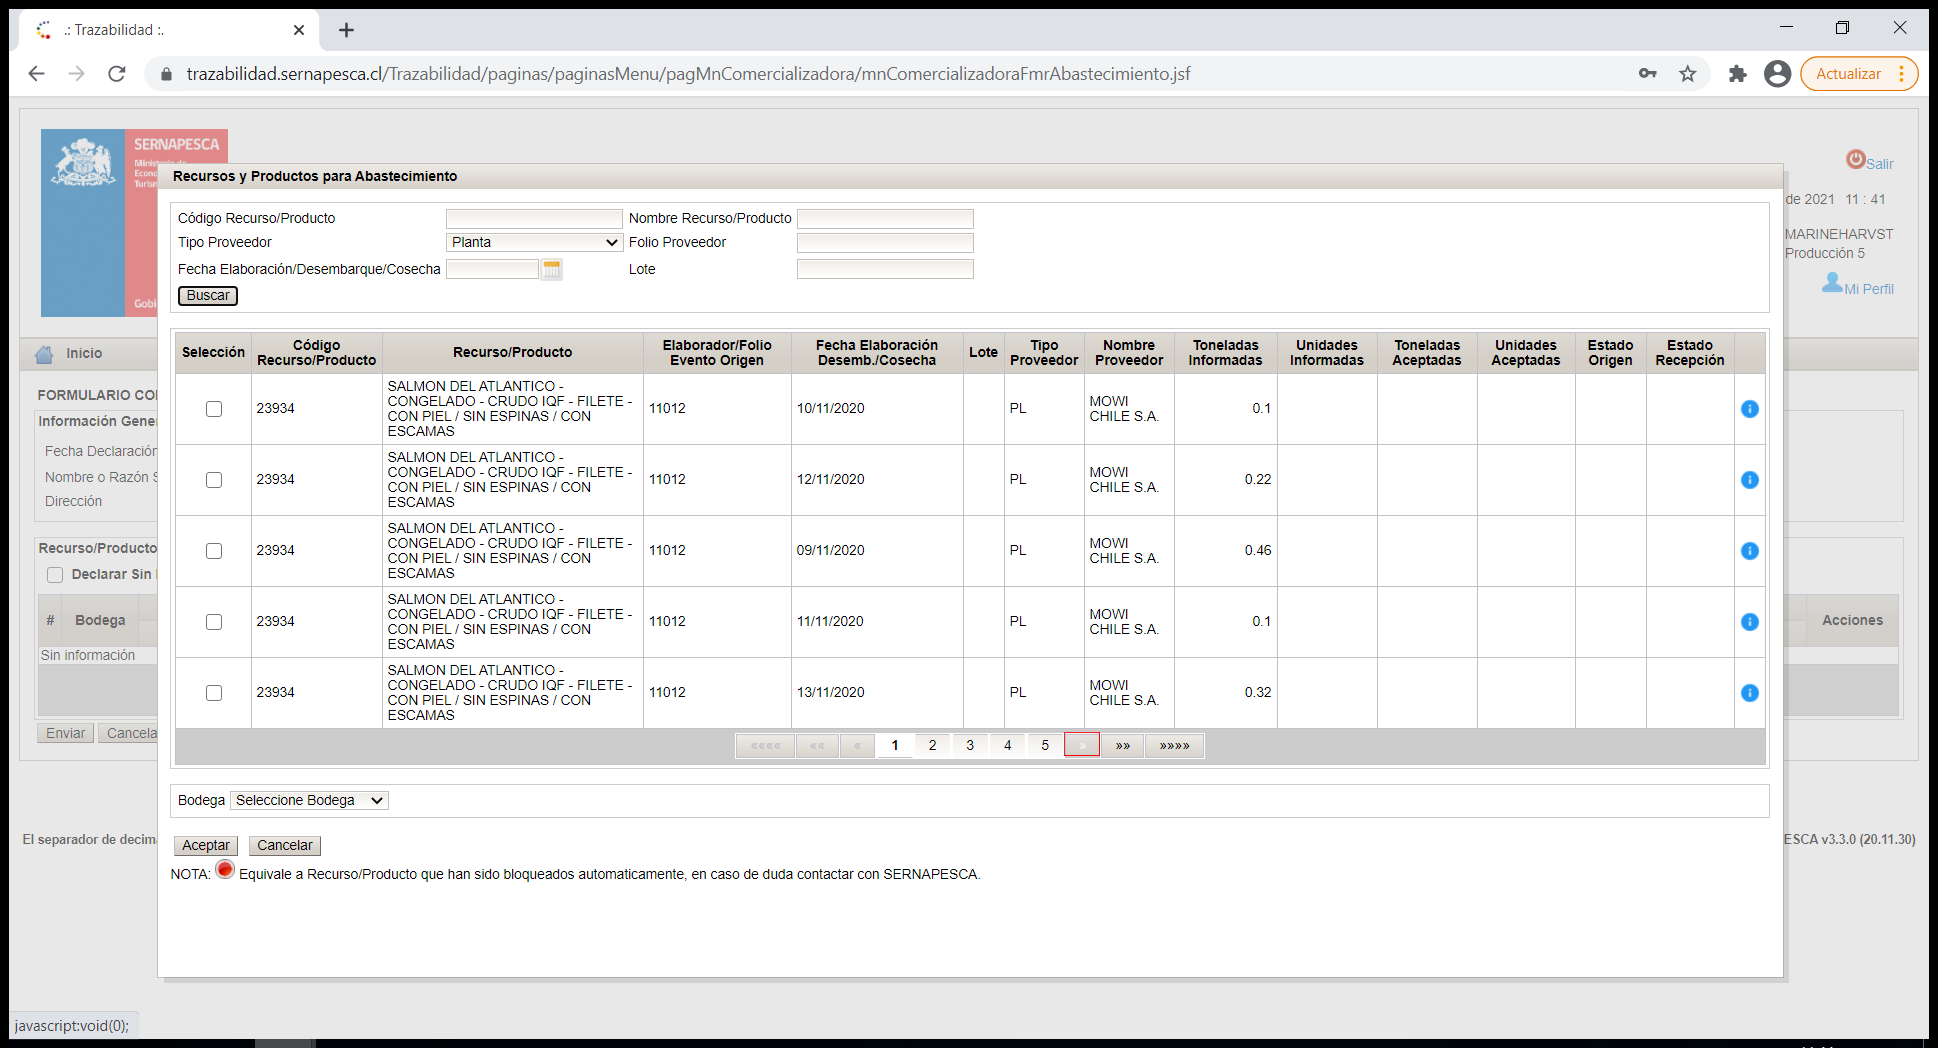 .: Trazabilidad :.
trazabilidad.sernapesca.cl/Trazabilidad/paginas/paginasMenu/pagMnComercializadora/mnComercializadoraFmrAbastecimiento.jsf
Actualizar
SERNAPESCA
Salir
Recursos y Productos para Abastecimiento
de 2021 11 : 41
MARINEHARVST
Producción 5
Mi Perfil
Código Recurso/Producto
Nombre Recurso/Producto
Tipo Proveedor
Planta
Folio Proveedor
Fecha Elaboración/Desembarque/Cosecha
Lote
Buscar
Inicio
Selección
Código Recurso/Producto
Recurso/Producto
Elaborador/Folio Evento Origen
Fecha Elaboración Desemb./Cosecha
Lote
Tipo Proveedor
Nombre Proveedor
Toneladas Informadas
Unidades Informadas
Toneladas Aceptadas
Unidades Aceptadas
Estado Origen
Estado Recepción
23934
SALMON DEL ATLANTICO -
CONGELADO - CRUDO IQF - FILETE -
CON PIEL / SIN ESPINAS / CON
ESCAMAS
11012
10/11/2020
PL
MOWI
CHILE S.A.
0.1
23934
SALMON DEL ATLANTICO -
CONGELADO - CRUDO IQF - FILETE -
CON PIEL / SIN ESPINAS / CON
ESCAMAS
11012
12/11/2020
PL
MOWI
CHILE S.A.
0.22
23934
SALMON DEL ATLANTICO -
CONGELADO - CRUDO IQF - FILETE -
CON PIEL / SIN ESPINAS / CON
ESCAMAS
11012
09/11/2020
PL
MOWI
CHILE S.A.
0.46
23934
SALMON DEL ATLANTICO -
CONGELADO - CRUDO IQF - FILETE -
CON PIEL / SIN ESPINAS / CON
ESCAMAS
11012
11/11/2020
PL
MOWI
CHILE S.A.
0.1
23934
SALMON DEL ATLANTICO -
CONGELADO - CRUDO IQF - FILETE -
CON PIEL / SIN ESPINAS / CON
ESCAMAS
11012
13/11/2020
PL
MOWI
CHILE S.A.
0.32
«««« «« « 1 2 3 4 5 » »» »»»»
Bodega
Seleccione Bodega
Aceptar
Cancelar
NOTA: Equivale a Recurso/Producto que han sido bloqueados automaticamente, en caso de duda contactar con SERNAPESCA.
FORMULARIO CO
Información Gene
Fecha Declaración
Nombre o Razón S
Dirección
Recurso/Producto
Declarar Sin
#
Bodega
Acciones
Sin información
Enviar
Cancela
El separador de decim
ESCA v3.3.0 (20.11.30)
javascript:void(0);